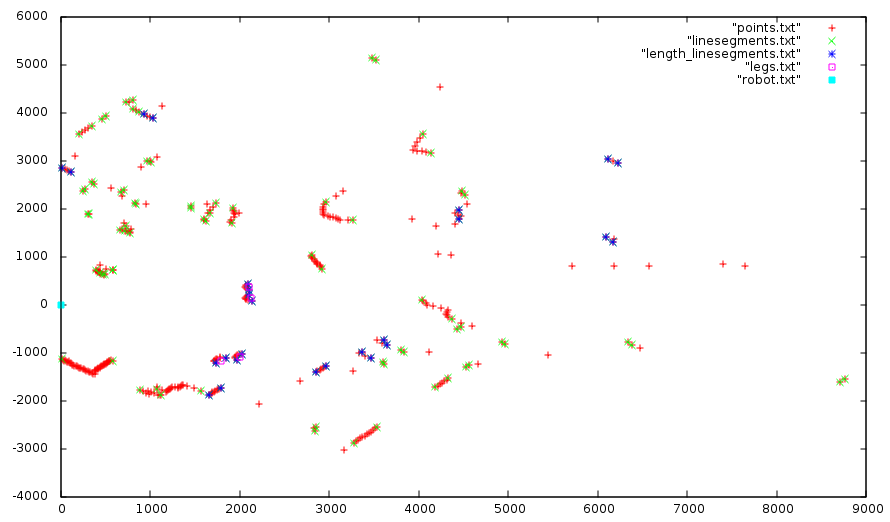 6000
"points.txt"
"linesegments.txt"
5000
"length_linesegments.txt"
"legs.txt"
"robot.txt"
4000
3000
2000
1000
0
-1000
-2000
-3000
-4000
0 1000 2000 3000 4000 5000 6000 7000 8000 9000